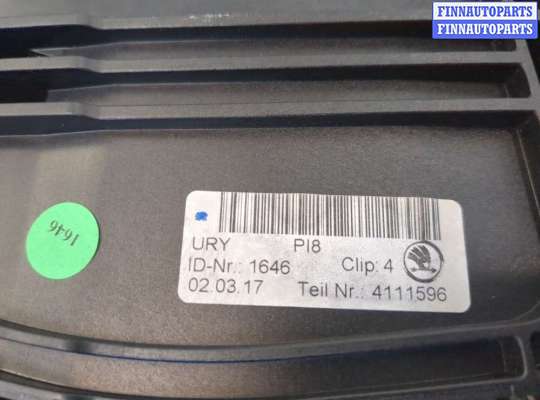 FINNAUTOPARTS
FINNAUTOPARTS
URY PI8
ID-Nr.: 1646 Clip: 4
02.03.17 Teil Nr.: 4111596
1646